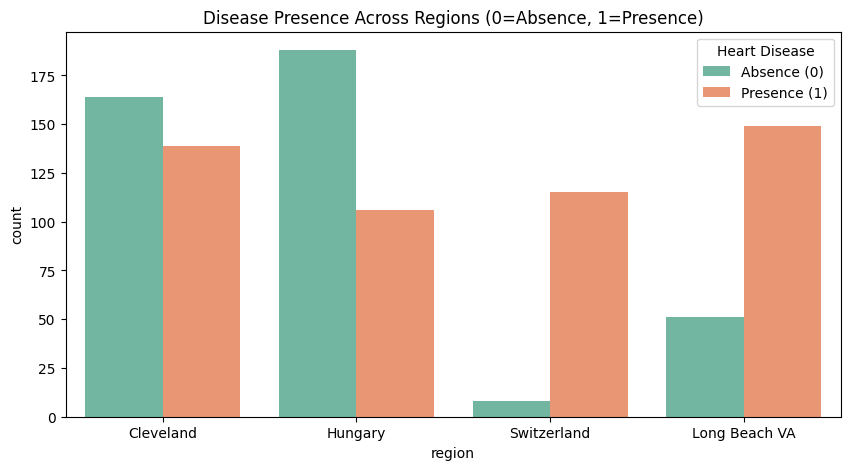 Disease Presence Across Regions (0=Absence, 1=Presence)
Heart Disease
Absence (0)
Presence (1)
175
150
125
100
75
50
25
0
count
Cleveland Hungary Switzerland Long Beach VA
region